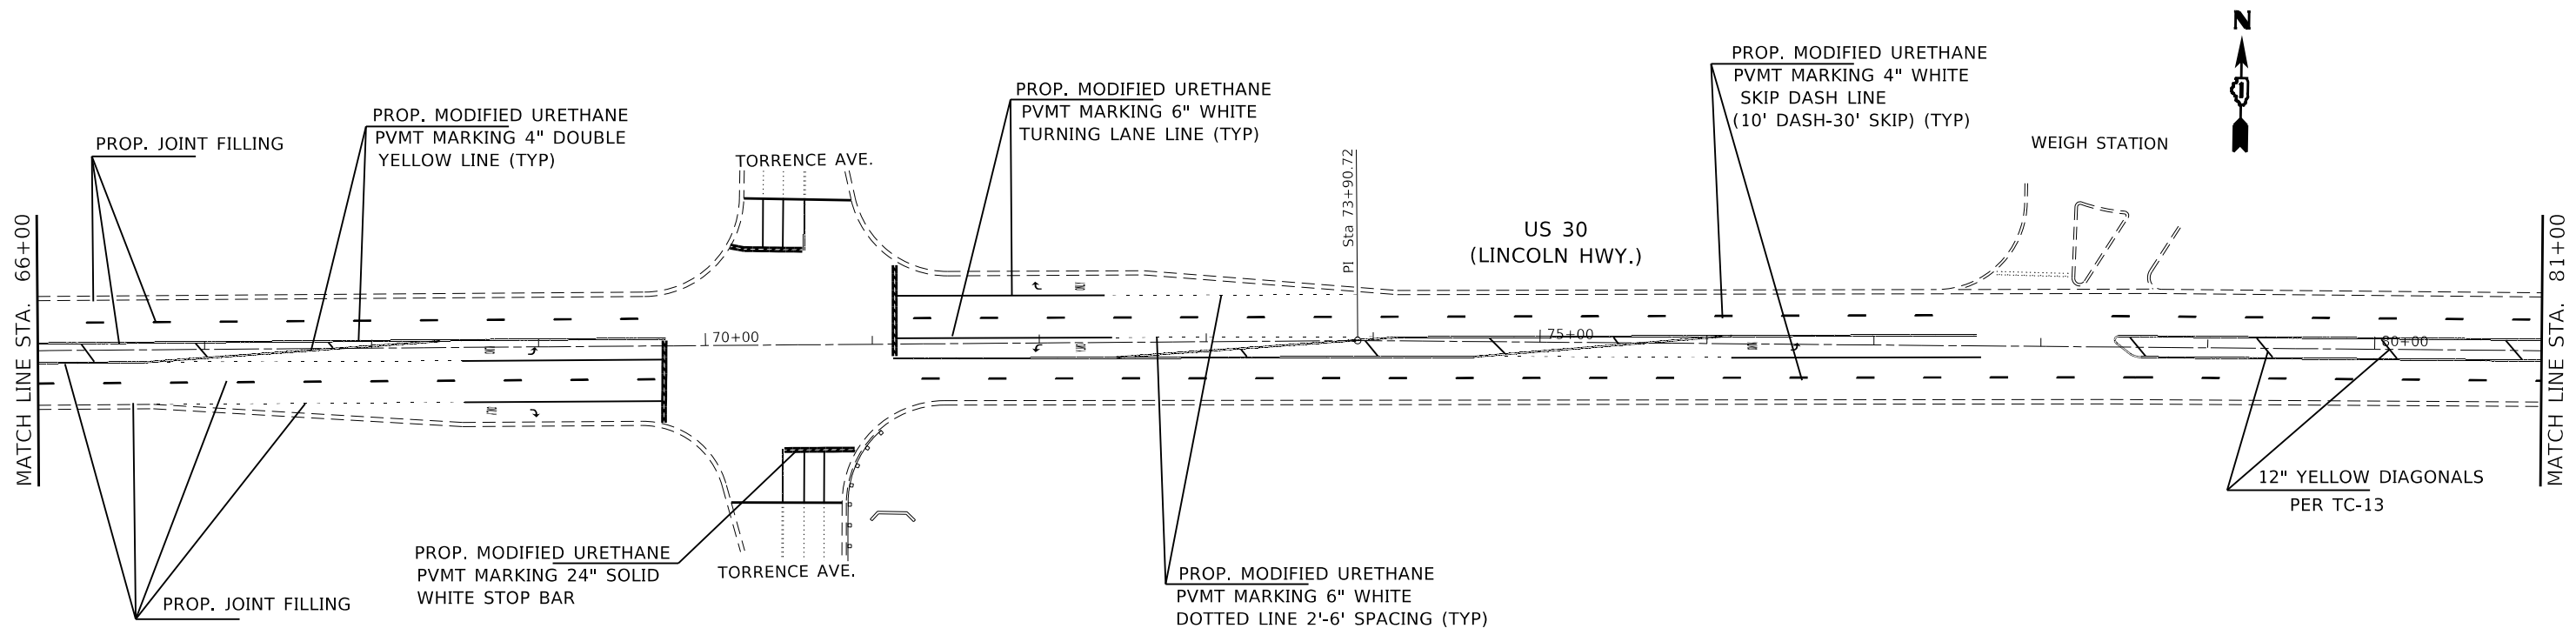 N
PROP. MODIFIED URETHANE
PVMT MARKING 4" WHITE
SKIP DASH LINE
(10' DASH-30' SKIP) (TYP)
PROP. MODIFIED URETHANE
PVMT MARKING 6" WHITE
TURNING LANE LINE (TYP)
PROP. MODIFIED URETHANE
PVMT MARKING 4" DOUBLE
YELLOW LINE (TYP)
PROP. JOINT FILLING
WEIGH STATION
TORRENCE AVE.
PI Sta 73+90.72
US 30
(LINCOLN HWY.)
MATCH LINE STA. 66+00
MATCH LINE STA. 81+00
70+00
75+00
80+00
12" YELLOW DIAGONALS
PER TC-13
PROP. MODIFIED URETHANE
PVMT MARKING 24" SOLID
WHITE STOP BAR
TORRENCE AVE.
PROP. MODIFIED URETHANE
PVMT MARKING 6" WHITE
DOTTED LINE 2'-6' SPACING (TYP)
PROP. JOINT FILLING